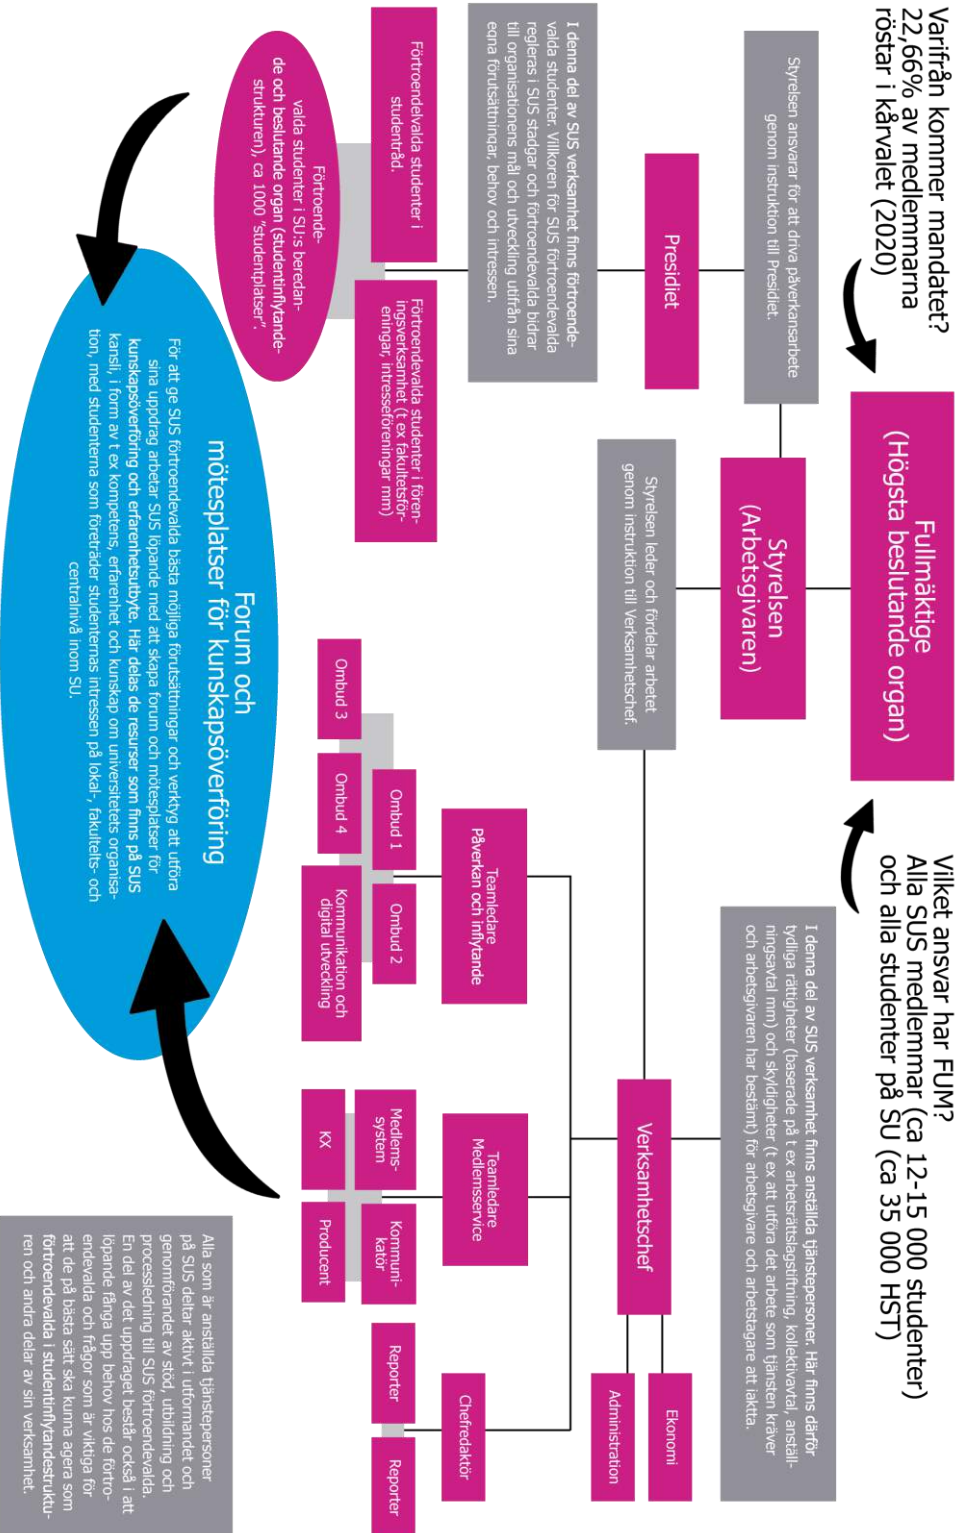 Varifrån kommer mandatet?
22,66% av medlemmarna
röstar i kårvalet (2020)
Fullmäktige
(Högsta beslutande organ)
Vilket ansvar har FUM?
Alla SUS medlemmar (ca 12-15 000 studenter)
och alla studenter på SU (ca 35 000 HST)
Styrelsen ansvarar för att driva påverkansarbete
genom instruktion till Presidiet.
Styrelsen
(Arbetsgivaren)
I denna del av SUS verksamhet finns anställda tjänstepersoner. Här finns därför
tydliga rättigheter (baserade på t ex arbetsrättslagstiftning, kollektivavtal, anställ-
ningsavtal mm) och skyldigheter (t ex att utföra det arbete som tjänsten kräver
och arbetsgivaren har bestämt) för arbetsgivare och arbetstagare att iaktta.
Presidiet
Styrelsen leder och fördelar arbetet
genom instruktion till Verksamhetschef.
Verksamhetschef
Ekonomi
Administration
I denna del av SUS verksamhet finns förtroende-
valda studenter. Villkoren för SUS förtroendevalda
regleras i SUS stadgar och förtroendevalda bidrar
till organisationens mål och utveckling utifrån sina
egna förutsättningar, behov och intressen.
Teamledare
Påverkan och inflytande
Teamledare
Medlemsservice
Chefredaktör
Förtroendelvalda studenter i
studentråd.
Förtroendevalda studenter i fören-
ingsverksamhet (t ex fakultetsför-
eningar, intresseföreningar mm)
Ombud 1
Ombud 2
Medlems-
system
Kommuni-
katör
Reporter
Reporter
Ombud 3
Ombud 4
Kommunikation och
digital utveckling
KX
Producent
Förtroende-
valda studenter i SU:s beredan-
de och beslutande organ (studentinflytande-
strukturen), ca 1000 "studentplatser".
Forum och
mötesplatser för kunskapsöverföring
För att ge SUS förtroendevalda bästa möjliga förutsättningar och verktyg att utföra
sina uppdrag arbetar SUS löpande med att skapa forum och mötesplatser för
kunskapsöverföring och erfarenhetsutbyte. Här delas de resurser som finns på SUS
kansli, i form av t ex kompetens, erfarenhet och kunskap om universitetets organisa-
tion, med studenterna som företräder studenternas intressen på lokal-, fakultelts- och
centralnivå inom SU.
Alla som är anställda tjänstepersoner
på SUS deltar aktivt i utformandet och
genomförandet av stöd, utbildning och
processledning till SUS förtroendevalda.
En del av det uppdraget består också i att
löpande fånga upp behov hos de förtro-
endevalda och frågor som är viktiga för
att de på bästa sätt ska kunna agera som
förtroendevalda i studentinflytandestruktu-
ren och andra delar av sin verksamhet.